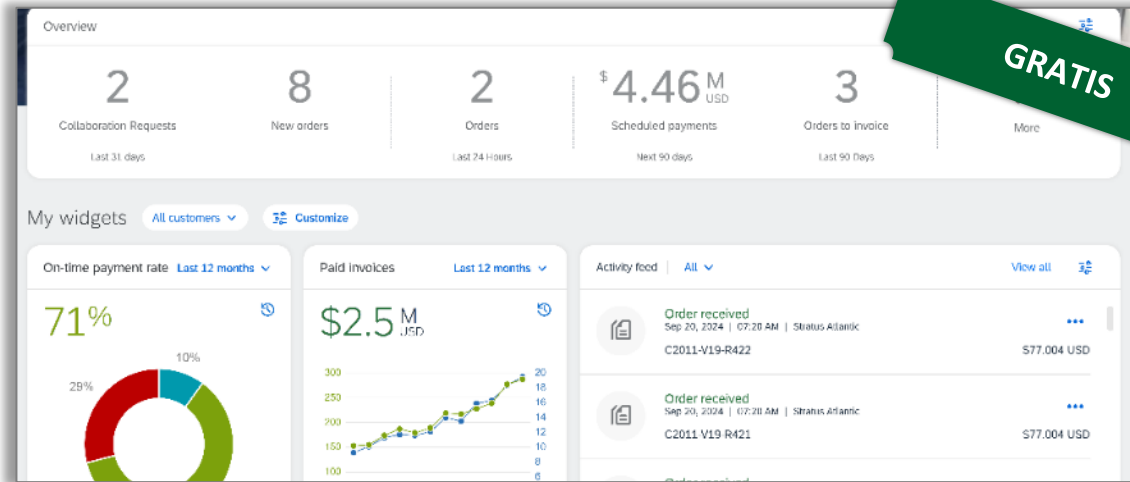 Overview
GRATIS
2
8
2
$4.46 M USD
3
Collaboration Requests
New orders
Orders
Scheduled payments
Orders to invoice
More
Last 31 days
Last 24 Hours
Next 90 days
Last 90 Days
My widgets
All customers
Customize
On-time payment rate Last 12 months
71%
10%
29%
Paid invoices Last 12 months
$2.5 M USD
300
250
200
150
100
20
18
16
14
12
10
8
6
Activity feed All View all
Order received
Sep 20, 2024 | 07:20 AM | Stratus Atlantic
C2011-V19-R422 $77.004 USD
Order received
Sep 20, 2024 | 07:20 AM | Stratus Atlantic
C2011-V19-R421 $77.004 USD